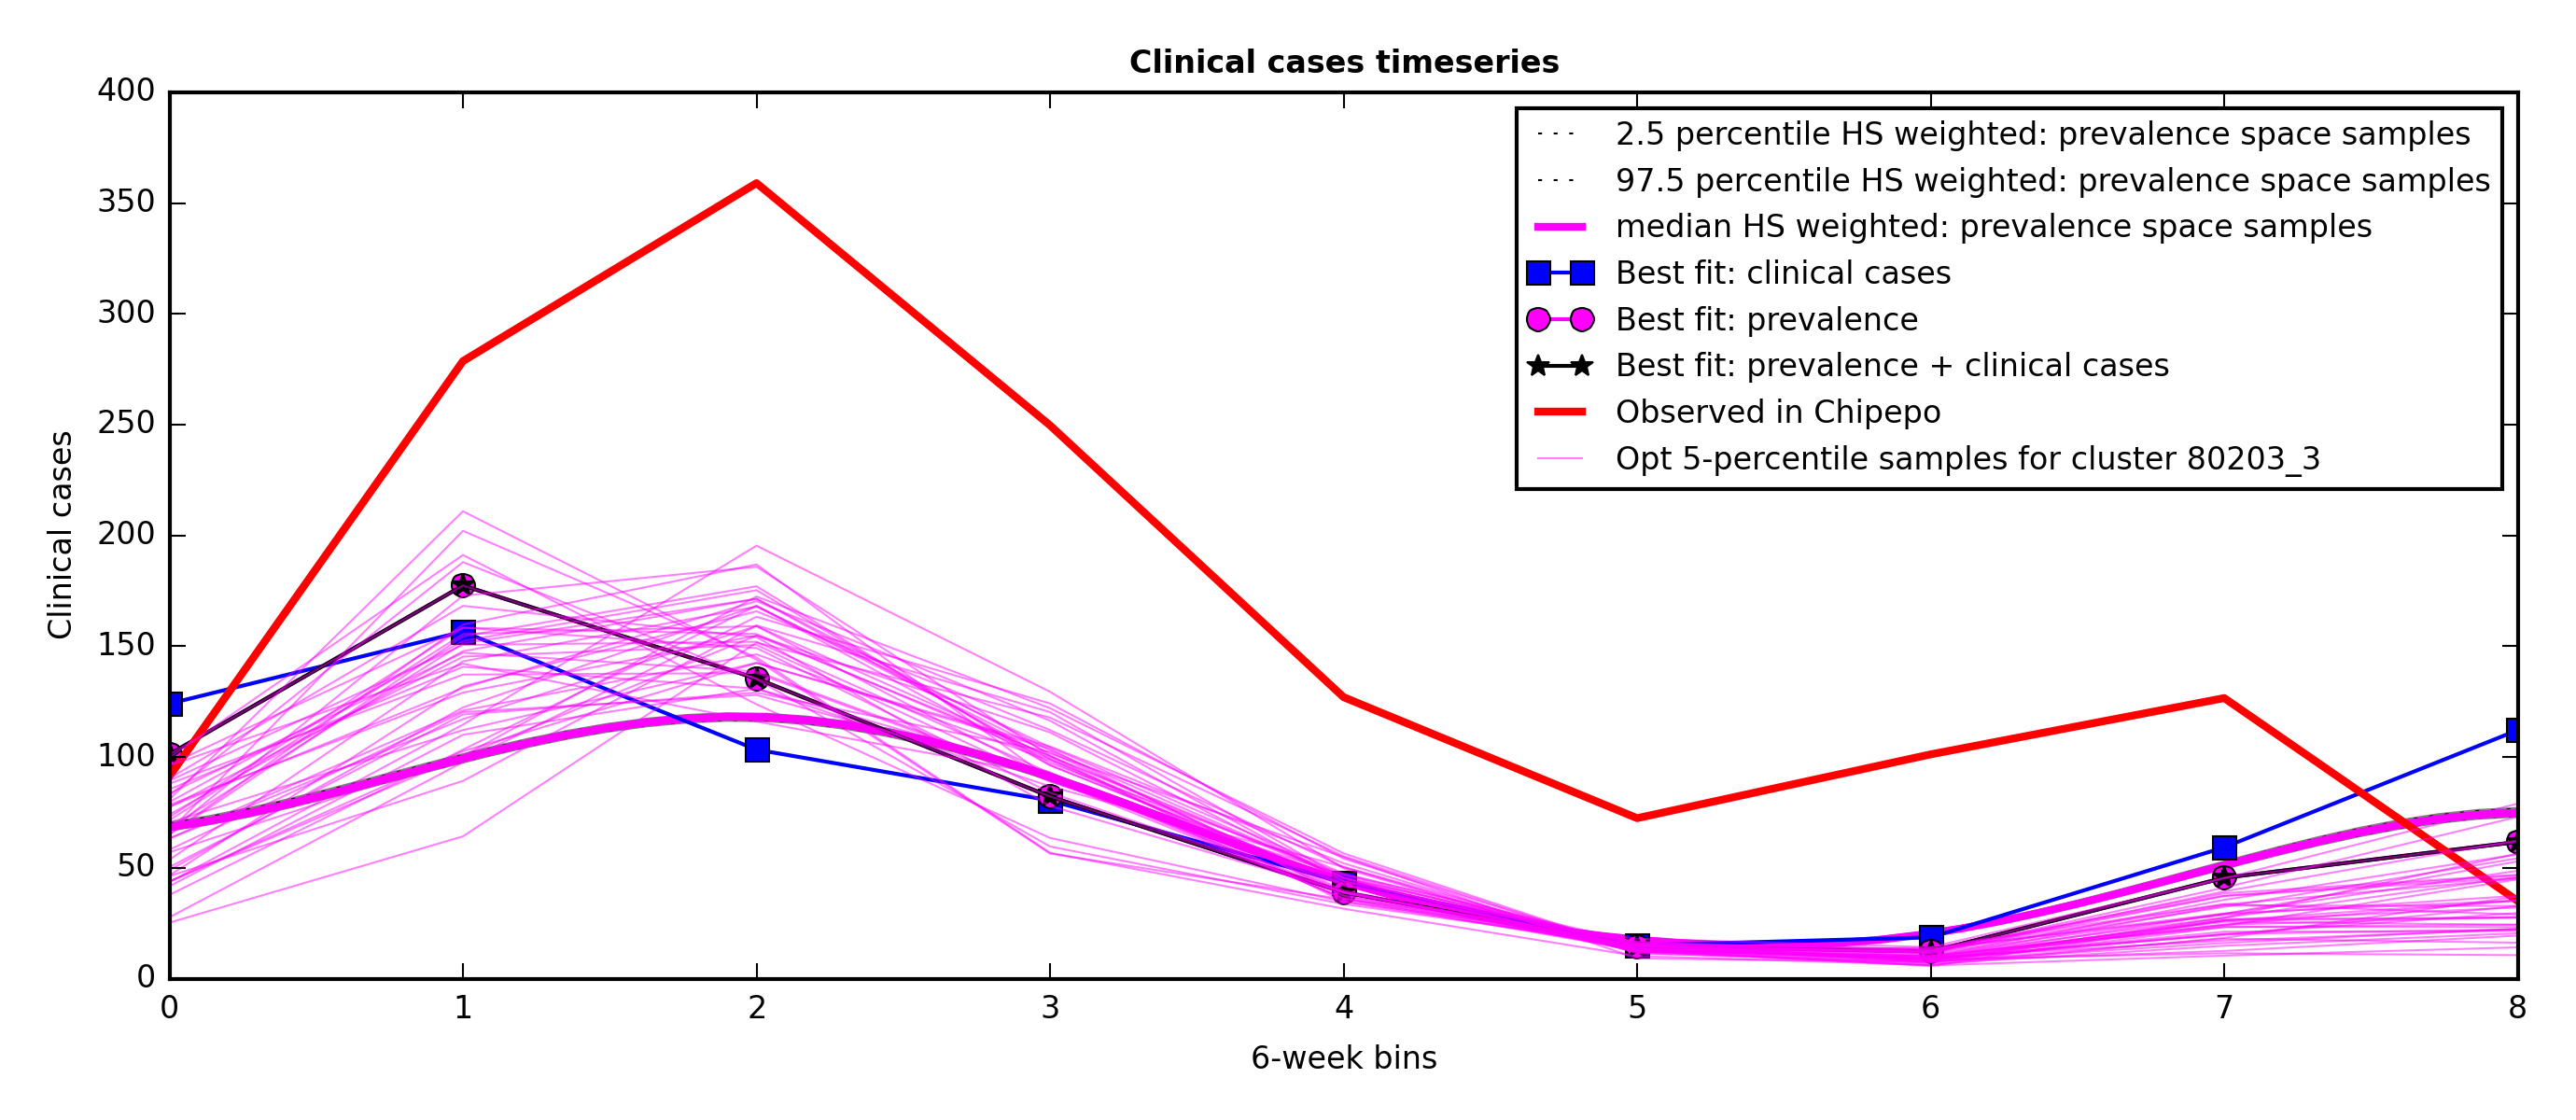 Clinical cases timeseries
400
350
300
250
200
150
100
50
0
Clinical cases
2.5 percentile HS weighted: prevalence space samples
97.5 percentile HS weighted: prevalence space samples
median HS weighted: prevalence space samples
Best fit: clinical cases
Best fit: prevalence
Best fit: prevalence + clinical cases
Observed in Chipepo
Opt 5-percentile samples for cluster 80203_3
0 1 2 3 4 5 6 7 8
6-week bins